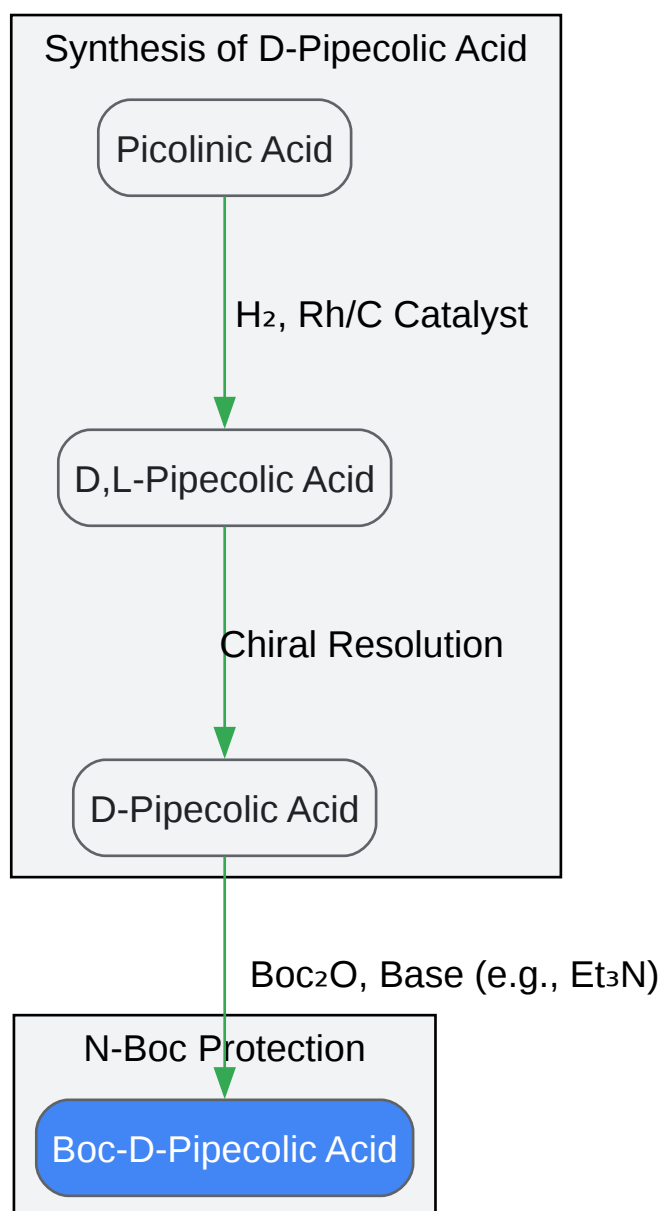 Synthesis of D-Pipecolic Acid
Picolinic Acid
H₂, Rh/C Catalyst
D,L-Pipecolic Acid
Chiral Resolution
D-Pipecolic Acid
Boc₂O, Base (e.g., Et₃N)
N-Boc Protection
Boc-D-Pipecolic Acid